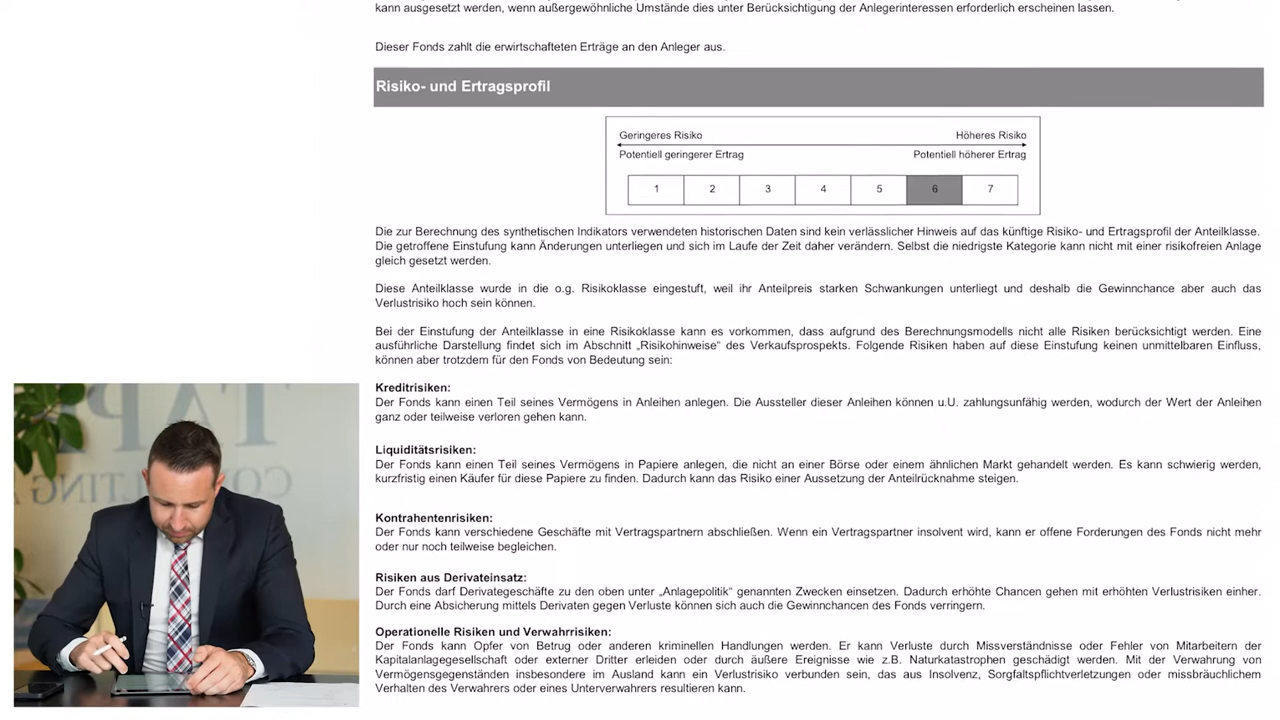 kann ausgesetzt werden, wenn außergewöhnliche Umstände dies unter Berücksichtigung der Anlegerinteressen erforderlich erscheinen lassen.
Dieser Fonds zahlt die erwirtschafteten Erträge an den Anleger aus.
Risiko- und Ertragsprofil
Geringeres Risiko Höheres Risiko
Potentiell geringerer Ertrag Potentiell höherer Ertrag
1 2 3 4 5 6 7
Die zur Berechnung des synthetischen Indikators verwendeten historischen Daten sind kein verlässlicher Hinweis auf das künftige Risiko- und Ertragsprofil der Anteilklasse.
Die getroffene Einstufung kann Änderungen unterliegen und sich im Laufe der Zeit daher verändern. Selbst die niedrigste Kategorie kann nicht mit einer risikofreien Anlage
gleich gesetzt werden.
Diese Anteilklasse wurde in die o.g. Risikoklasse eingestuft, weil ihr Anteilpreis starken Schwankungen unterliegt und deshalb die Gewinnchance aber auch das
Verlustrisiko hoch sein können.
Bei der Einstufung der Anteilklasse in eine Risikoklasse kann es vorkommen, dass aufgrund des Berechnungsmodells nicht alle Risiken berücksichtigt werden. Eine
ausführliche Darstellung findet sich im Abschnitt „Risikohinweise“ des Verkaufsprospekts. Folgende Risiken haben auf diese Einstufung keinen unmittelbaren Einfluss,
können aber trotzdem für den Fonds von Bedeutung sein:
Kreditrisiken:
Der Fonds kann einen Teil seines Vermögens in Anleihen anlegen. Die Aussteller dieser Anleihen können u.U. zahlungsunfähig werden, wodurch der Wert der Anleihen
ganz oder teilweise verloren gehen kann.
Liquiditätsrisiken:
Der Fonds kann einen Teil seines Vermögens in Papiere anlegen, die nicht an einer Börse oder einem ähnlichen Markt gehandelt werden. Es kann schwierig werden,
kurzfristig einen Käufer für diese Papiere zu finden. Dadurch kann das Risiko einer Aussetzung der Anteilrücknahme steigen.
Kontrahentenrisiken:
Der Fonds kann verschiedene Geschäfte mit Vertragspartnern abschließen. Wenn ein Vertragspartner insolvent wird, kann er offene Forderungen des Fonds nicht mehr
oder nur noch teilweise begleichen.
Risiken aus Derivateinsatz:
Der Fonds darf Derivategeschäfte zu den oben unter „Anlagepolitik“ genannten Zwecken einsetzen. Dadurch erhöhte Chancen gehen mit erhöhten Verlustrisiken einher.
Durch eine Absicherung mittels Derivaten gegen Verluste können sich auch die Gewinnchancen des Fonds verringern.
Operationelle Risiken und Verwahrrisiken:
Der Fonds kann Opfer von Betrug oder anderen kriminellen Handlungen werden. Er kann Verluste durch Missverständnisse oder Fehler von Mitarbeitern der
Kapitalanlagegesellschaft oder externer Dritter erleiden oder durch äußere Ereignisse wie z.B. Naturkatastrophen geschädigt werden. Mit der Verwahrung von
Vermögensgegenständen insbesondere im Ausland kann ein Verlustrisiko verbunden sein, das aus Insolvenz, Sorgfaltspflichtverletzungen oder missbräuchlichem
Verhalten des Verwahrers oder eines Unterverwahrers resultieren kann.